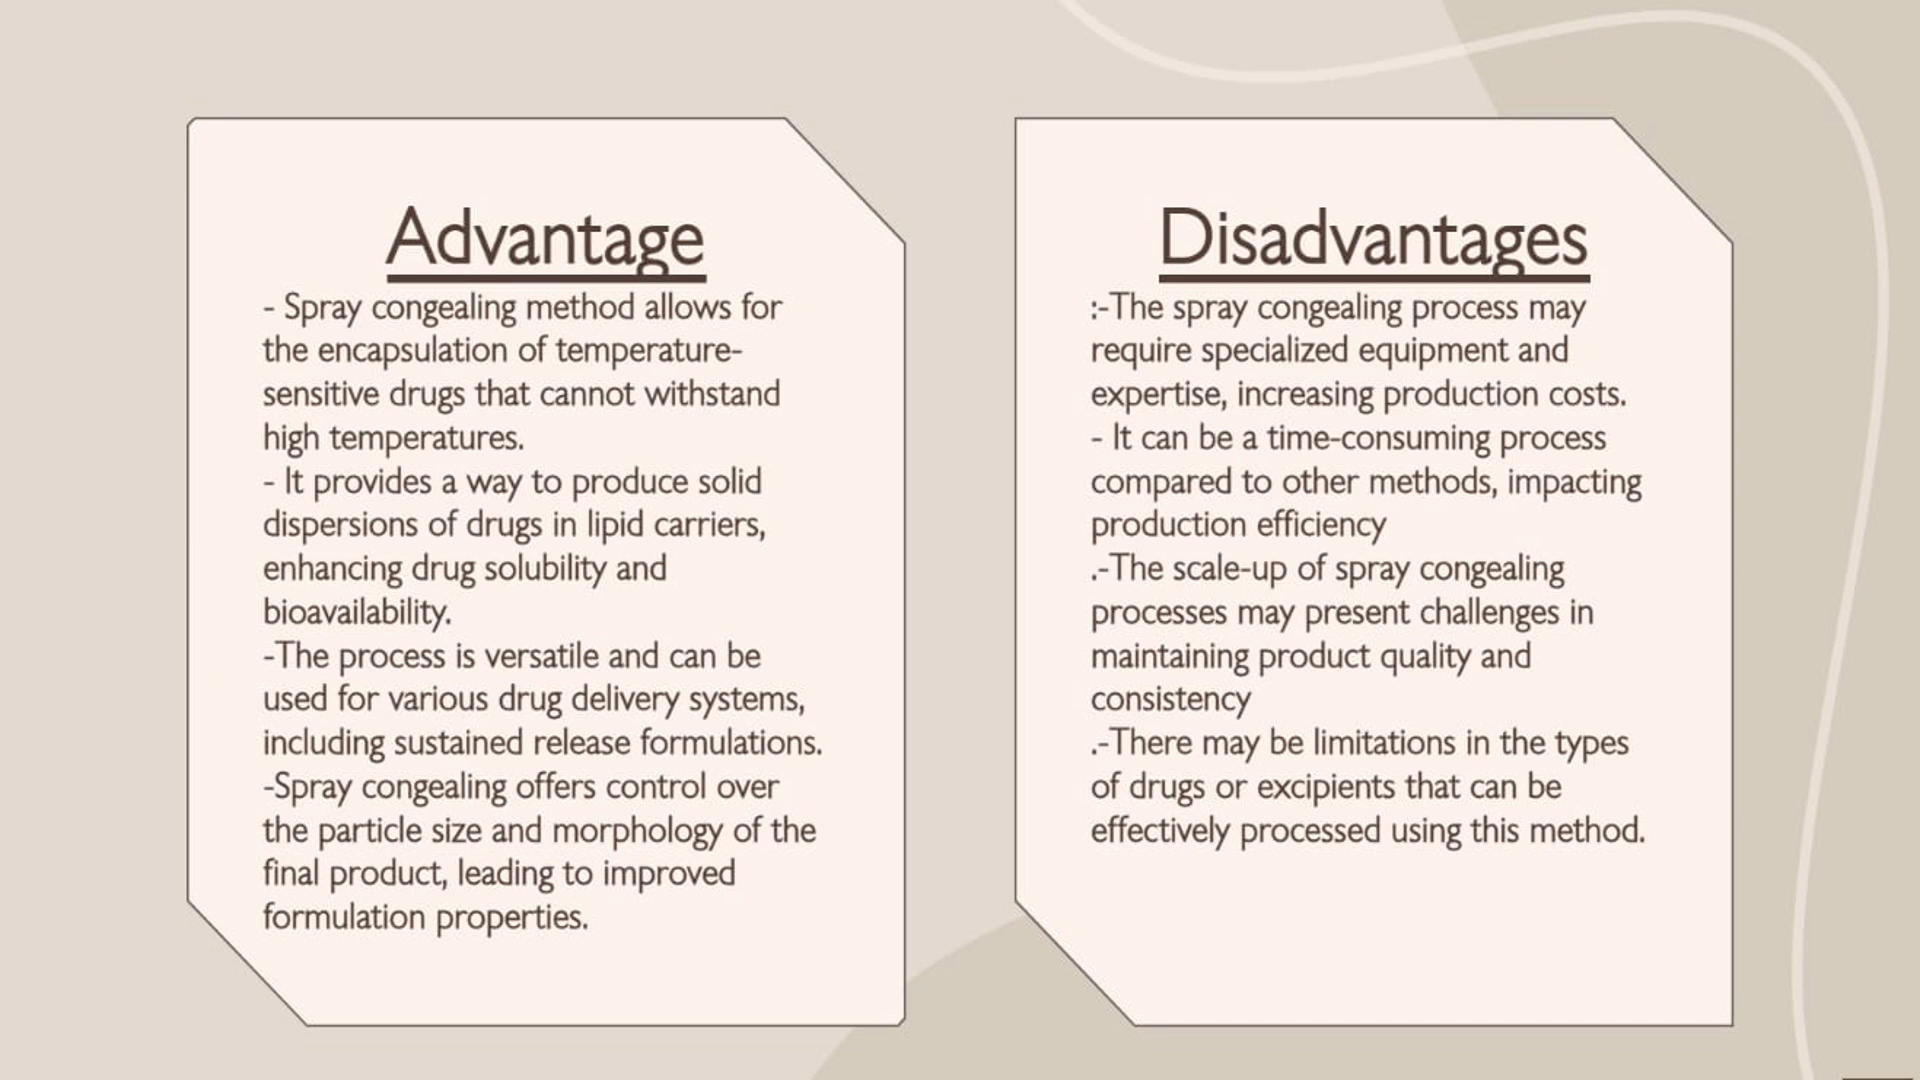 Advantage
- Spray congealing method allows for
the encapsulation of temperature-
sensitive drugs that cannot withstand
high temperatures.
- It provides a way to produce solid
dispersions of drugs in lipid carriers,
enhancing drug solubility and
bioavailability.
-The process is versatile and can be
used for various drug delivery systems,
including sustained release formulations.
-Spray congealing offers control over
the particle size and morphology of the
final product, leading to improved
formulation properties.
Disadvantages
:-The spray congealing process may
require specialized equipment and
expertise, increasing production costs.
- It can be a time-consuming process
compared to other methods, impacting
production efficiency
.-The scale-up of spray congealing
processes may present challenges in
maintaining product quality and
consistency
.-There may be limitations in the types
of drugs or excipients that can be
effectively processed using this method.